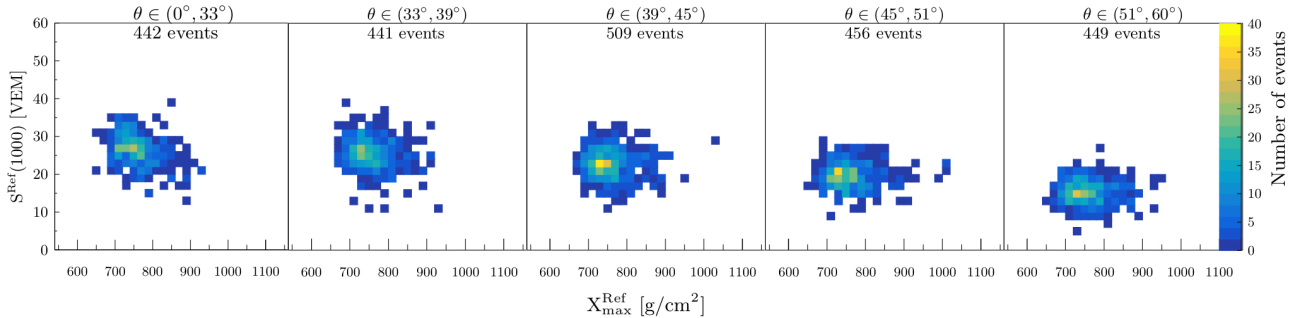 θ ∈ (0°, 33°) θ ∈ (33°, 39°) θ ∈ (39°, 45°) θ ∈ (45°, 51°) θ ∈ (51°, 60°)
442 events 441 events 509 events 456 events 449 events
60
50
40
30
20
10
0
S^Ref(1000) [VEM]
40
35
30
25
20
15
10
5
0
Number of events
600 700 800 900 1000 1100 600 700 800 900 1000 1100 600 700 800 900 1000 1100 600 700 800 900 1000 1100 600 700 800 900 1000 1100
X_max^Ref [g/cm²]